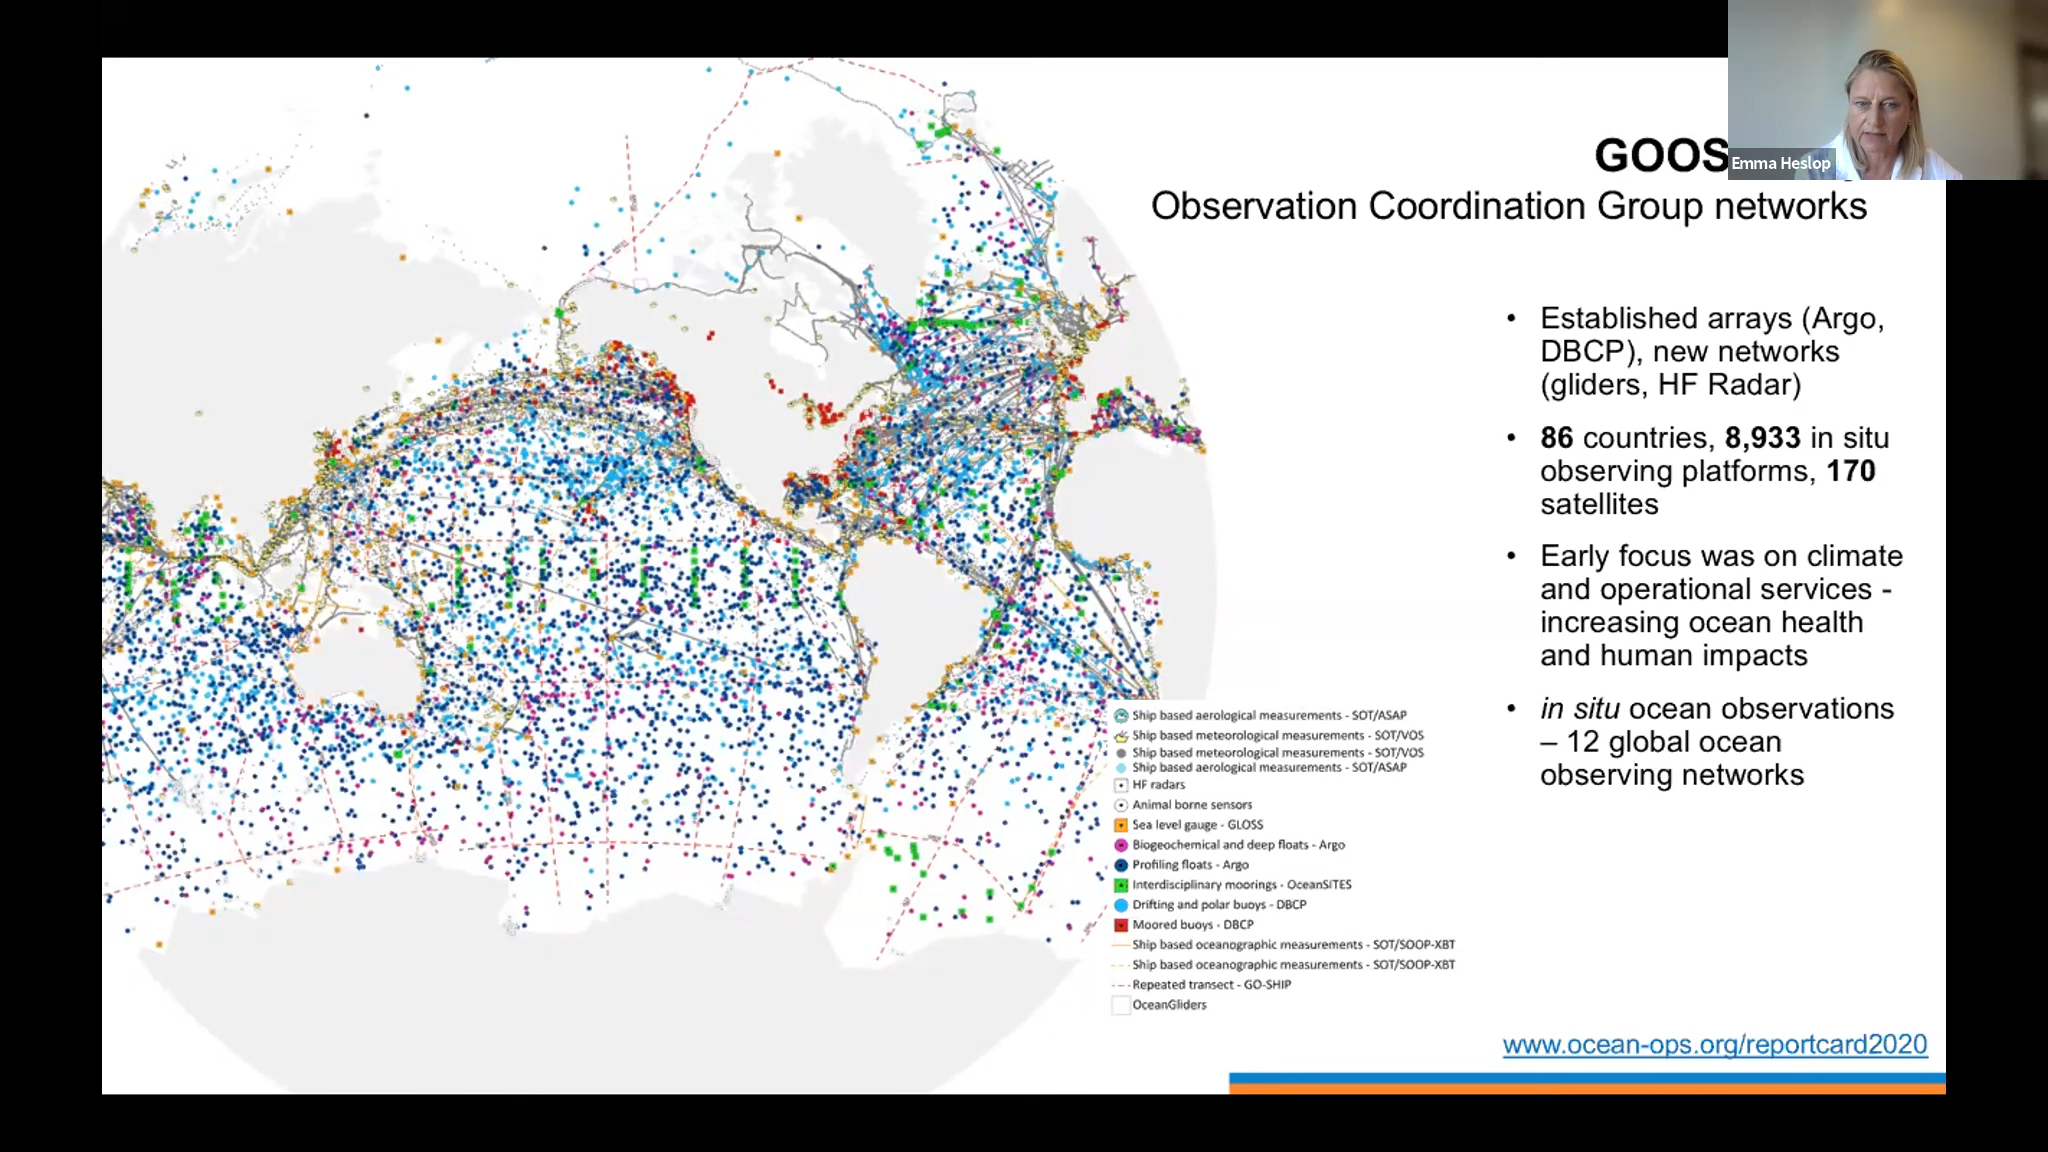 Emma Heslop
GOOS
Observation Coordination Group networks
• Established arrays (Argo,
DBCP), new networks
(gliders, HF Radar)
• 86 countries, 8,933 in situ
observing platforms, 170
satellites
• Early focus was on climate
and operational services -
increasing ocean health
and human impacts
• in situ ocean observations
– 12 global ocean
observing networks
Ship based aerological measurements - SOT/ASAP
Ship based meteorological measurements - SOT/VOS
Ship based meteorological measurements - SOT/VOS
Ship based aerological measurements - SOT/ASAP
HF radars
Animal borne sensors
Sea level gauge - GLOSS
Biogeochemical and deep floats - Argo
Profiling floats - Argo
Interdisciplinary moorings - OceanSITES
Drifting and polar buoys - DBCP
Moored buoys - DBCP
Ship based oceanographic measurements - SOT/SOOP-XBT
Ship based oceanographic measurements - SOT/SOOP-XBT
Repeated transect - GO-SHIP
OceanGliders
www.ocean-ops.org/reportcard2020